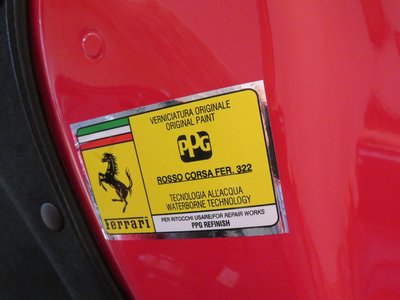 VERNICIATURA ORIGINALE
ORIGINAL PAINT
PPG
ROSSO CORSA FER. 322
TECNOLOGIA ALL'ACQUA
WATERBORNE TECHNOLOGY
ferrari
PER RITOCCHI USARE/FOR REPAIR WORKS
PPG REFINISH